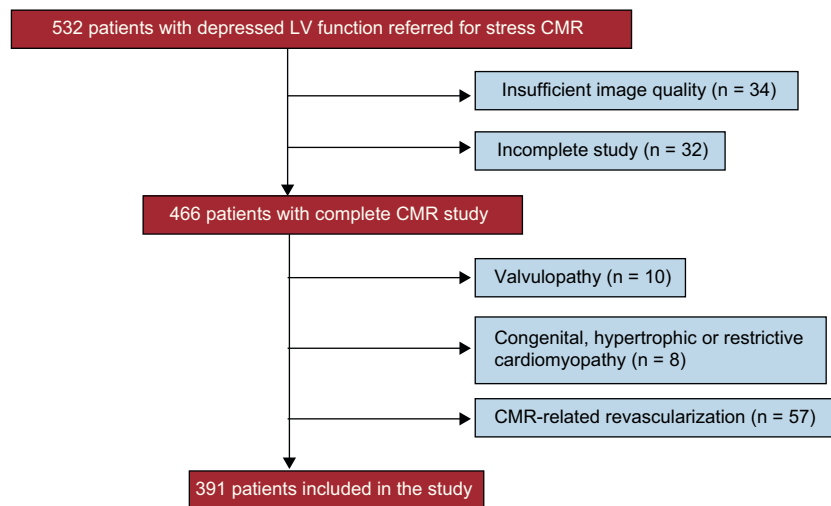 532 patients with depressed LV function referred for stress CMR
Insufficient image quality (n = 34)
Incomplete study (n = 32)
466 patients with complete CMR study
Valvulopathy (n = 10)
Congenital, hypertrophic or restrictive
cardiomyopathy (n = 8)
CMR-related revascularization (n = 57)
391 patients included in the study